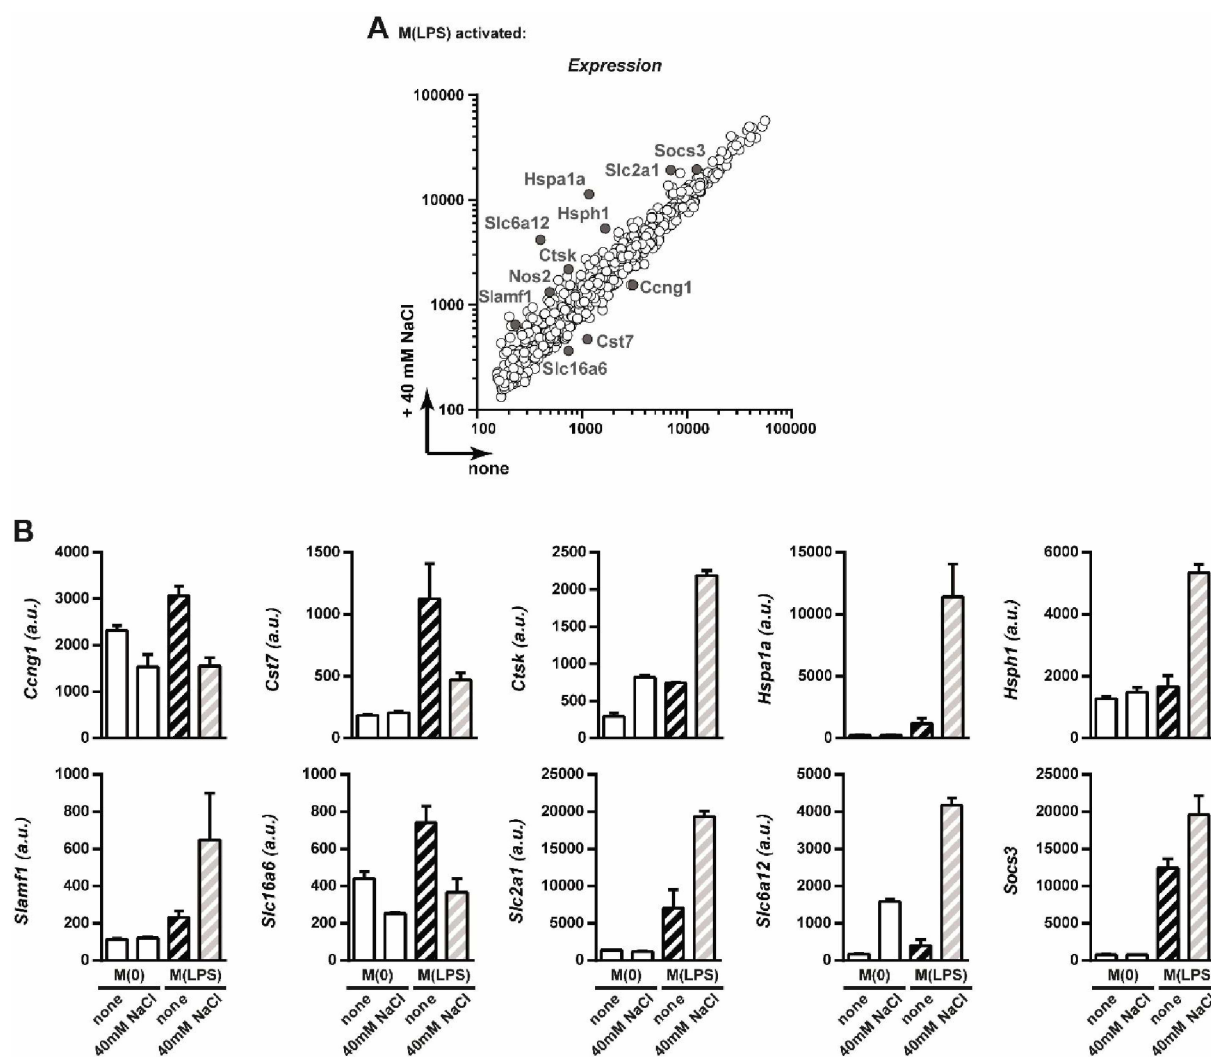 A M(LPS) activated:
Expression
100000
Socs3
Slc2a1
Hspa1a
10000
Hsph1
Slc6a12
Ctsk
Nos2
Slamf1
Ccng1
1000
Cst7
Slc16a6
+ 40 mM NaCl
100
100 1000 10000 100000
none
B
Ccng1 (a.u.)
4000
3000
2000
1000
0
Cst7 (a.u.)
1500
1000
500
0
Ctsk (a.u.)
2500
2000
1500
1000
500
0
Hspa1a (a.u.)
15000
10000
5000
0
Hsph1 (a.u.)
6000
4000
2000
0
Slamf1 (a.u.)
1000
800
600
400
200
0
M(0) M(LPS)
none 40mM NaCl none 40mM NaCl
Slc16a6 (a.u.)
1000
800
600
400
200
0
M(0) M(LPS)
none 40mM NaCl none 40mM NaCl
Slc2a1 (a.u.)
25000
20000
15000
10000
5000
0
M(0) M(LPS)
none 40mM NaCl none 40mM NaCl
Slc6a12 (a.u.)
5000
4000
3000
2000
1000
0
M(0) M(LPS)
none 40mM NaCl none 40mM NaCl
Socs3
25000
20000
15000
10000
5000
0
M(0) M(LPS)
none 40mM NaCl none 40mM NaCl